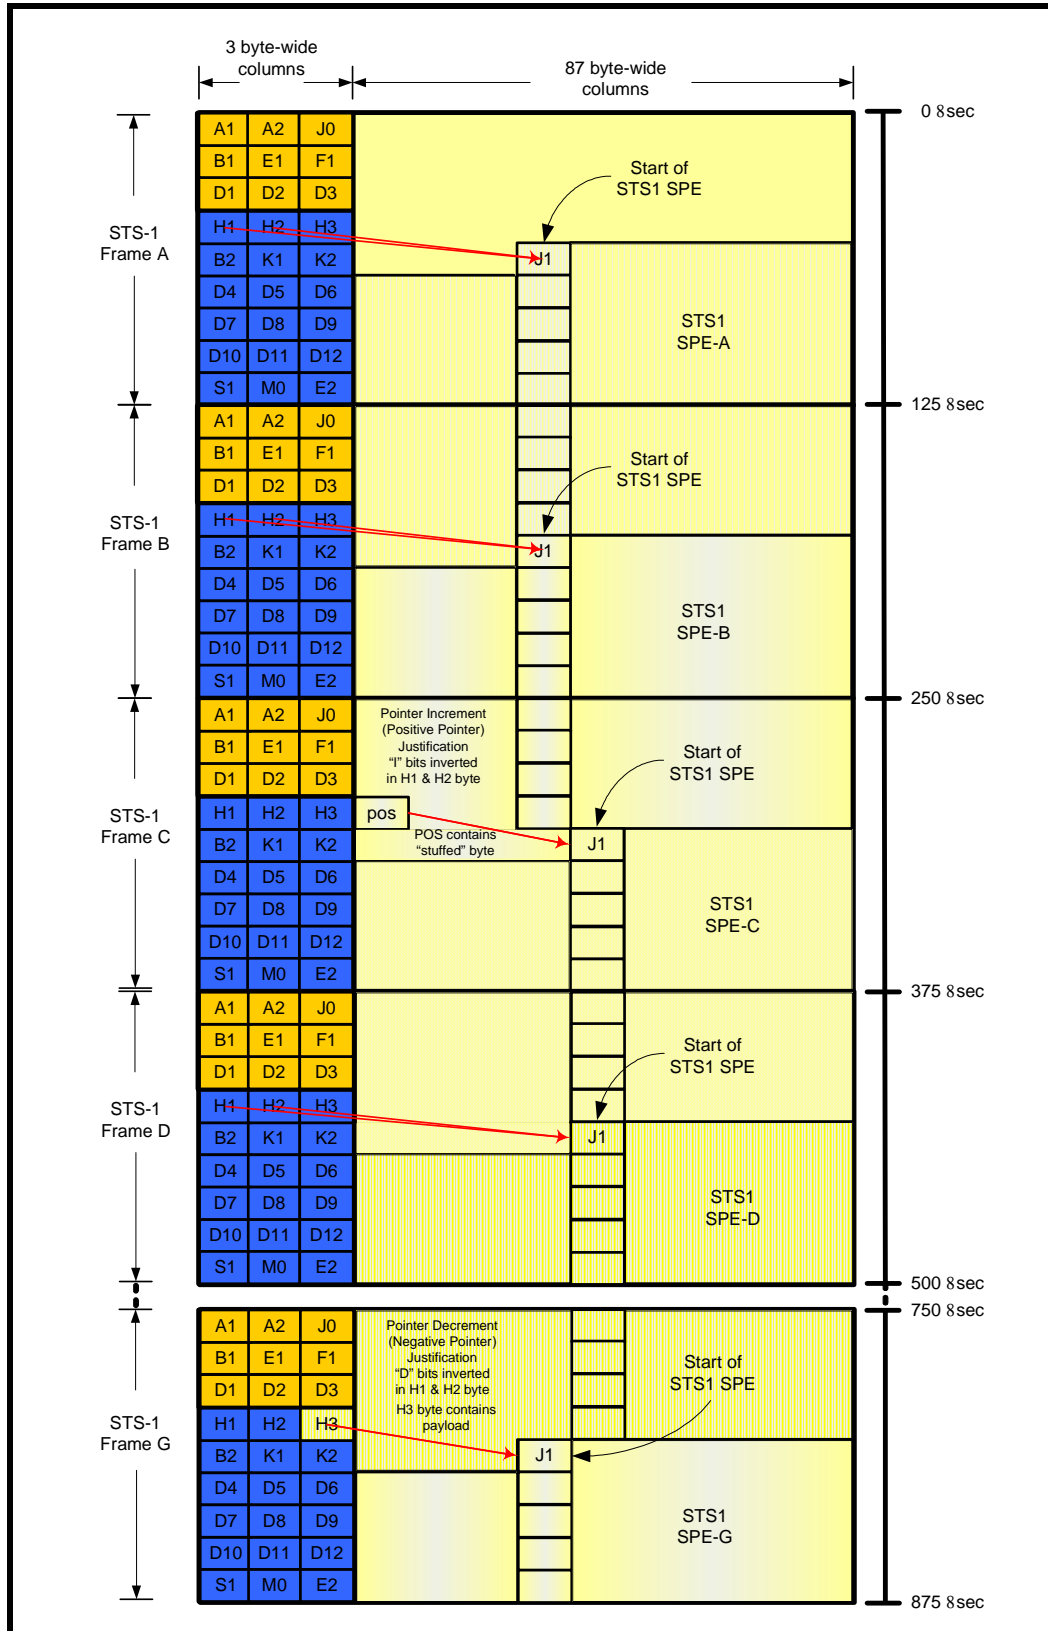 3 byte-wide
columns
87 byte-wide
columns
0 8sec
A1 A2 J0
B1 E1 F1
D1 D2 D3
H1 H2 H3
B2 K1 K2
D4 D5 D6
D7 D8 D9
D10 D11 D12
S1 M0 E2
STS-1
Frame A
Start of
STS1 SPE
J1
STS1
SPE-A
125 8sec
A1 A2 J0
B1 E1 F1
D1 D2 D3
H1 H2 H3
B2 K1 K2
D4 D5 D6
D7 D8 D9
D10 D11 D12
S1 M0 E2
STS-1
Frame B
Start of
STS1 SPE
J1
STS1
SPE-B
250 8sec
A1 A2 J0
B1 E1 F1
D1 D2 D3
H1 H2 H3
B2 K1 K2
D4 D5 D6
D7 D8 D9
D10 D11 D12
S1 M0 E2
STS-1
Frame C
Pointer Increment
(Positive Pointer)
Justification
“I” bits inverted
in H1 & H2 byte
pos
POS contains
“stuffed” byte
Start of
STS1 SPE
J1
STS1
SPE-C
375 8sec
A1 A2 J0
B1 E1 F1
D1 D2 D3
H1 H2 H3
B2 K1 K2
D4 D5 D6
D7 D8 D9
D10 D11 D12
S1 M0 E2
STS-1
Frame D
Start of
STS1 SPE
J1
STS1
SPE-D
500 8sec
750 8sec
A1 A2 J0
B1 E1 F1
D1 D2 D3
H1 H2 H3
B2 K1 K2
D4 D5 D6
D7 D8 D9
D10 D11 D12
S1 M0 E2
STS-1
Frame G
Pointer Decrement
(Negative Pointer)
Justification
“D” bits inverted
in H1 & H2 byte
H3 byte contains
payload
Start of
STS1 SPE
J1
STS1
SPE-G
875 8sec